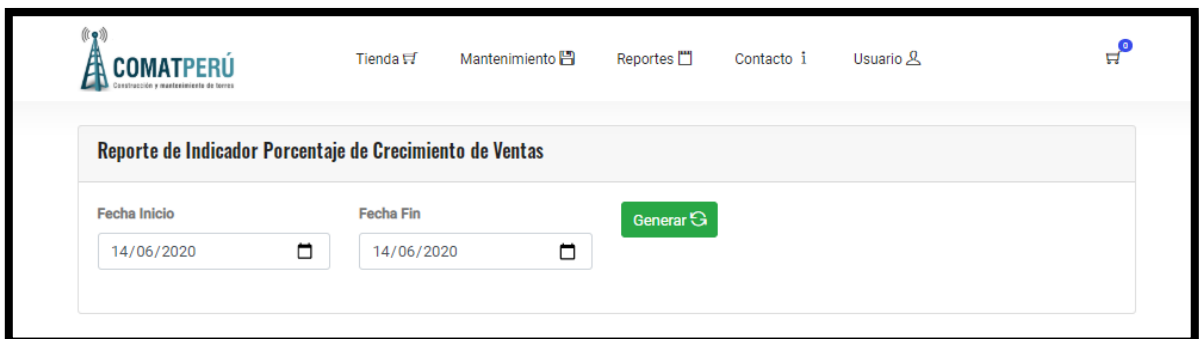 COMATPERÚ
Construcción y mantenimiento de torres
Tienda Mantenimiento Reportes Contacto Usuario 0
Reporte de Indicador Porcentaje de Crecimiento de Ventas
Fecha Inicio Fecha Fin
Generar
14/06/2020 14/06/2020